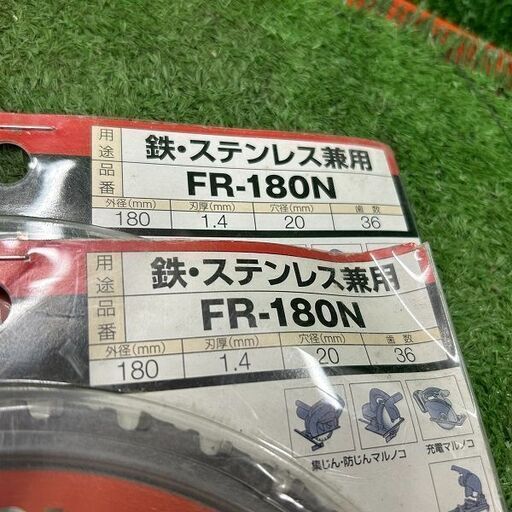 用途 鉄・ステンレス兼用
品番 FR-180N
外径(mm) 刃厚(mm) 穴径(mm) 歯数
180 1.4 20 36
用途 鉄・ステンレス兼用
品番 FR-180N
外径(mm) 刃厚(mm) 穴径(mm) 歯数
180 1.4 20 36
集じん・防じんマルノコ 充電マルノコ